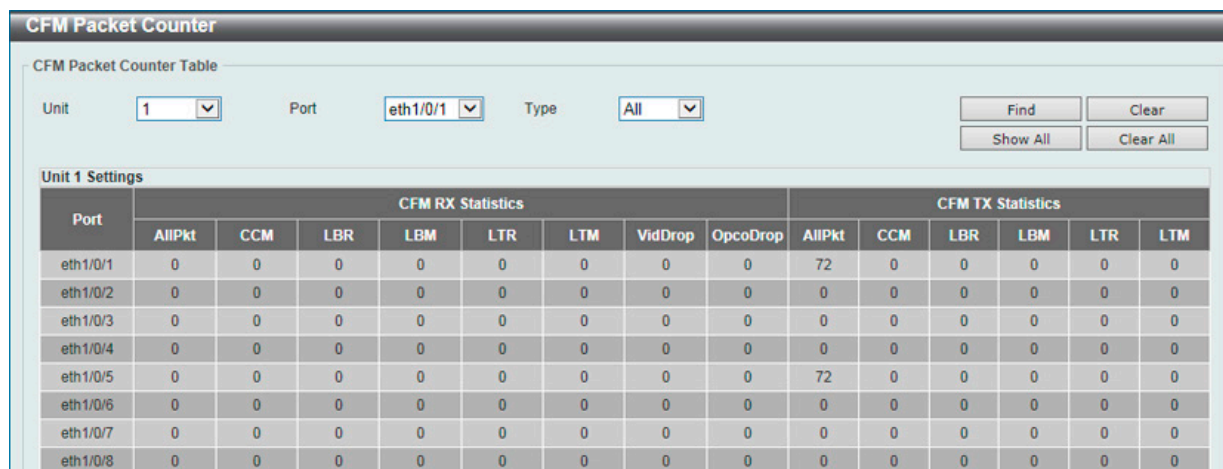 CFM Packet Counter
CFM Packet Counter Table
Unit 1 Port eth1/0/1 Type All Find Clear
Show All Clear All
Unit 1 Settings
Port CFM RX Statistics CFM TX Statistics
AllPkt CCM LBR LBM LTR LTM VidDrop OpcoDrop AllPkt CCM LBR LBM LTR LTM
eth1/0/1 0 0 0 0 0 0 0 0 72 0 0 0 0 0
eth1/0/2 0 0 0 0 0 0 0 0 0 0 0 0 0 0
eth1/0/3 0 0 0 0 0 0 0 0 0 0 0 0 0 0
eth1/0/4 0 0 0 0 0 0 0 0 0 0 0 0 0 0
eth1/0/5 0 0 0 0 0 0 0 0 72 0 0 0 0 0
eth1/0/6 0 0 0 0 0 0 0 0 0 0 0 0 0 0
eth1/0/7 0 0 0 0 0 0 0 0 0 0 0 0 0 0
eth1/0/8 0 0 0 0 0 0 0 0 0 0 0 0 0 0